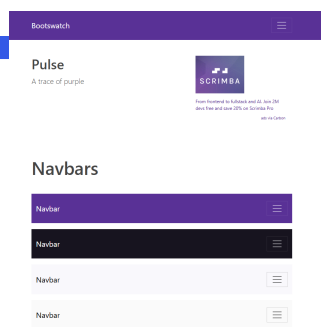 Bootswatch
Pulse
A trace of purple
SCRIMBA
From frontend to fullstack and AI. Join 2M
devs free and save 20% on Scrimba Pro.
ads via Carbon
Navbars
Navbar
Navbar
Navbar
Navbar